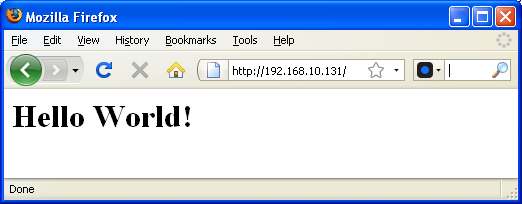 Mozilla Firefox
File Edit View History Bookmarks Tools Help
http://192.168.10.131/
Hello World!
Done